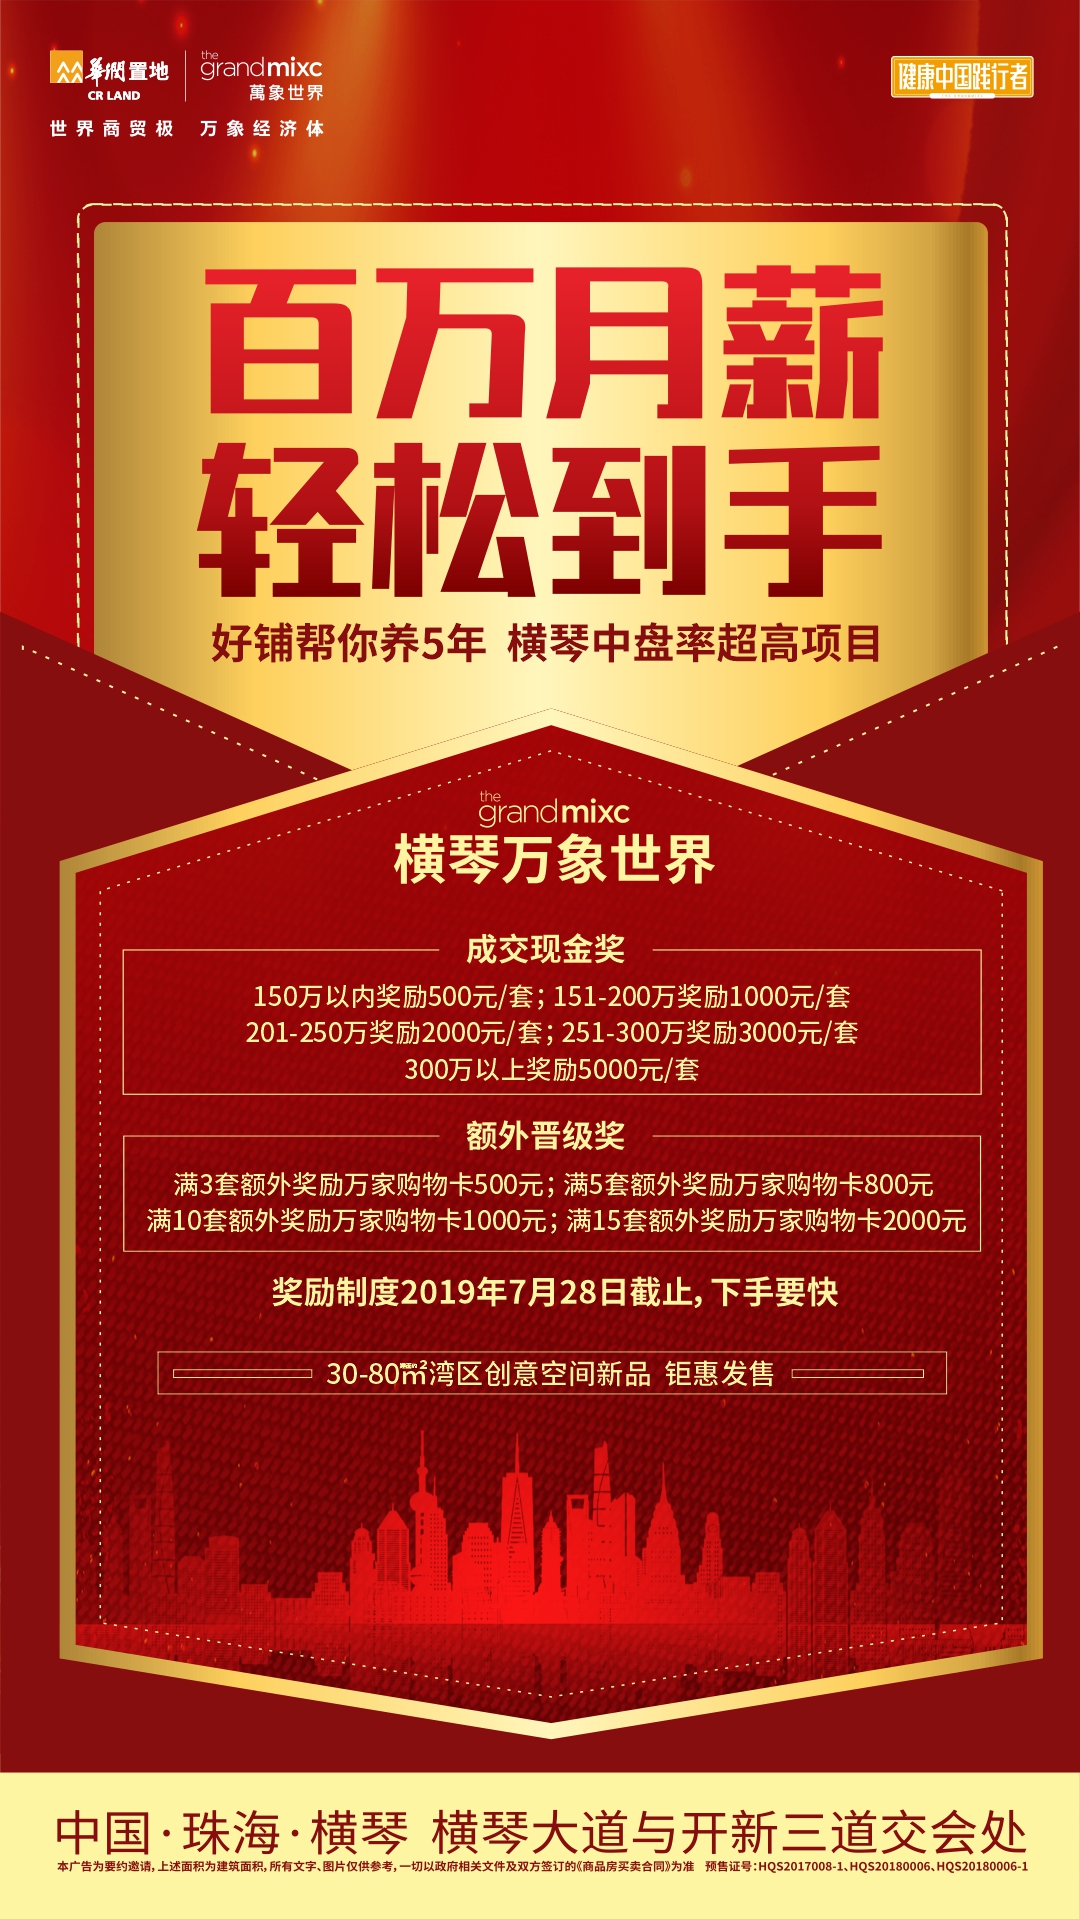 華潤置地
CR LAND
the
grandmixc
萬象世界
世界商贸极 万象经济体
健康中国践行者
百万月薪
轻松到手
好铺帮你养5年 横琴中盘率超高项目
the
grandmixc
横琴万象世界
成交现金奖
150万以内奖励500元/套；151-200万奖励1000元/套
201-250万奖励2000元/套；251-300万奖励3000元/套
300万以上奖励5000元/套
额外晋级奖
满3套额外奖励万家购物卡500元；满5套额外奖励万家购物卡800元
满10套额外奖励万家购物卡1000元；满15套额外奖励万家购物卡2000元
奖励制度2019年7月28日截止，下手要快
30-80㎡湾区创意空间新品 钜惠发售
中国·珠海·横琴 横琴大道与开新三道交会处
本广告为要约邀请，上述面积为建筑面积，所有文字、图片仅供参考，一切以政府相关文件及双方签订的《商品房买卖合同》为准 预售证号：HQS2017008-1、HQS20180006、HQS20180006-1